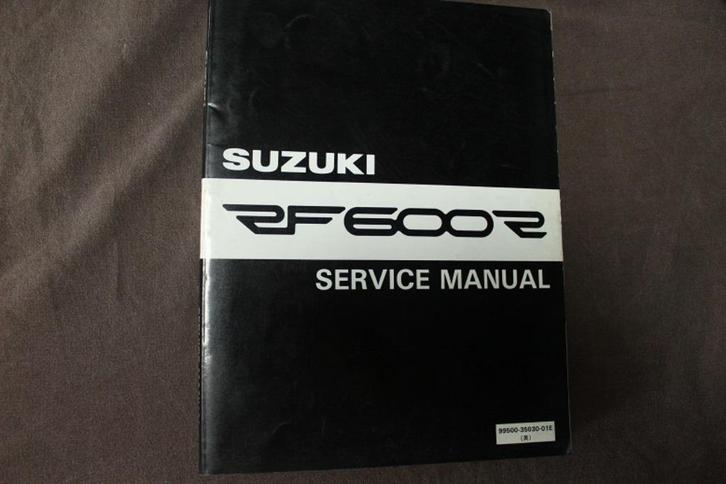 SUZUKI
RF600R
SERVICE MANUAL
99500-35030-01E
(英)